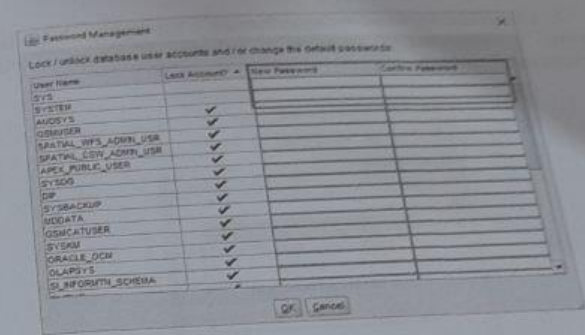 Password Management
Lock / unlock database user accounts and / or change the default passwords:
User Name Lock Account? New Password Confirm Password
SYS
SYSTEM
AUDSYS
GSMUSER
SPATIAL_WFS_ADMIN_USR
SPATIAL_CSW_ADMIN_USR
APEX_PUBLIC_USER
SYSDG
DIP
SYSBACKUP
MDDATA
GSMCATUSER
SYSKM
ORACLE_OCM
OLAPSYS
SI_INFORMTN_SCHEMA
OK Cancel